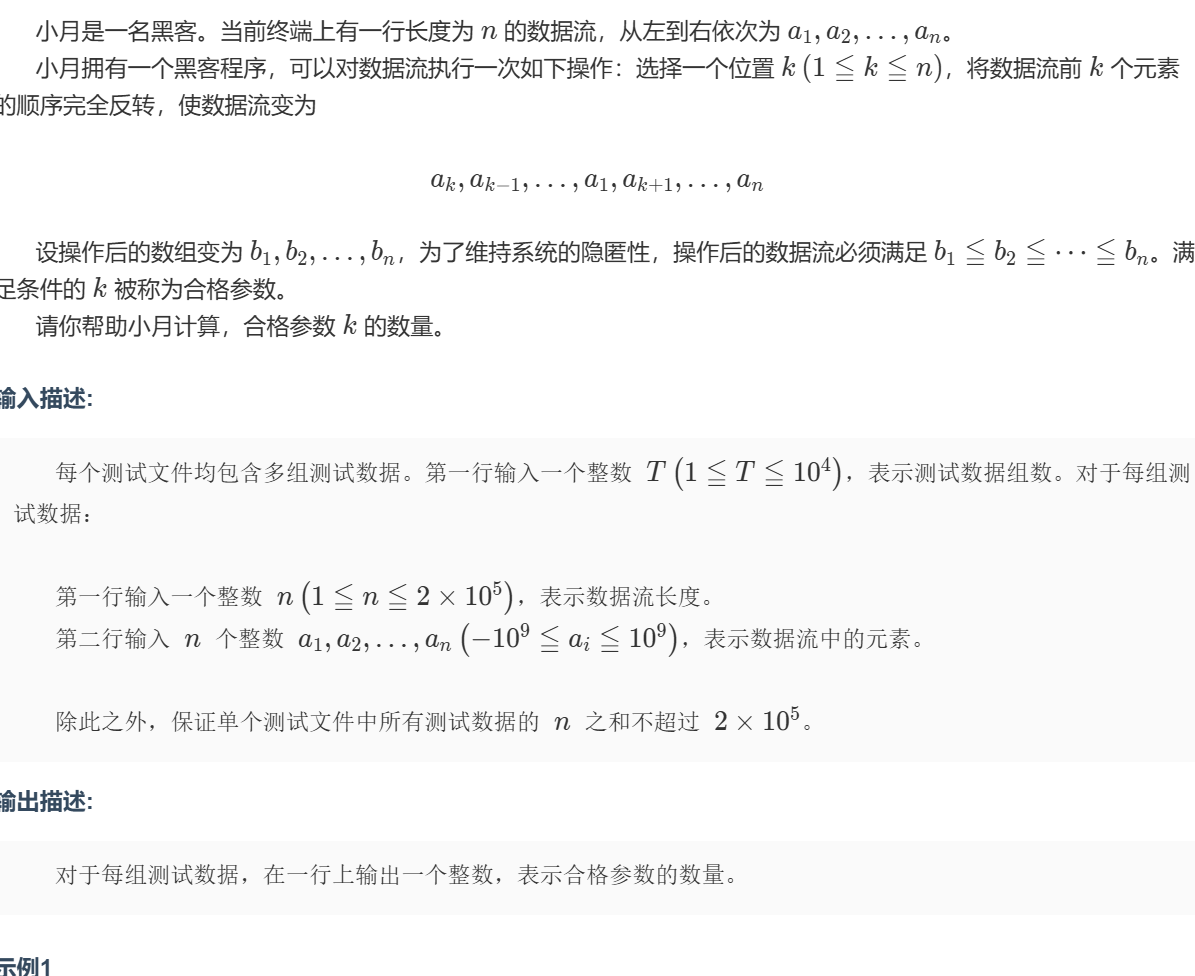 小月是一名黑客。当前终端上有一行长度为 n 的数据流，从左到右依次为 a₁, a₂, . . . , aₙ。
小月拥有一个黑客程序，可以对数据流执行一次如下操作：选择一个位置 k (1 ≦ k ≦ n)，将数据流前 k 个元素
的顺序完全反转，使数据流变为
aₖ, aₖ₋₁, . . . , a₁, aₖ₊₁, . . . , aₙ
设操作后的数组变为 b₁, b₂, . . . , bₙ，为了维持系统的隐匿性，操作后的数据流必须满足 b₁ ≦ b₂ ≦ · · · ≦ bₙ。满
足条件的 k 被称为合格参数。
请你帮助小月计算，合格参数 k 的数量。
输入描述:
每个测试文件均包含多组测试数据。第一行输入一个整数 T (1 ≦ T ≦ 10⁴)，表示测试数据组数。对于每组测
试数据：
第一行输入一个整数 n (1 ≦ n ≦ 2 × 10⁵)，表示数据流长度。
第二行输入 n 个整数 a₁, a₂, . . . , aₙ (−10⁹ ≦ aᵢ ≦ 10⁹)，表示数据流中的元素。
除此之外，保证单个测试文件中所有测试数据的 n 之和不超过 2 × 10⁵。
输出描述:
对于每组测试数据，在一行上输出一个整数，表示合格参数的数量。
示例1